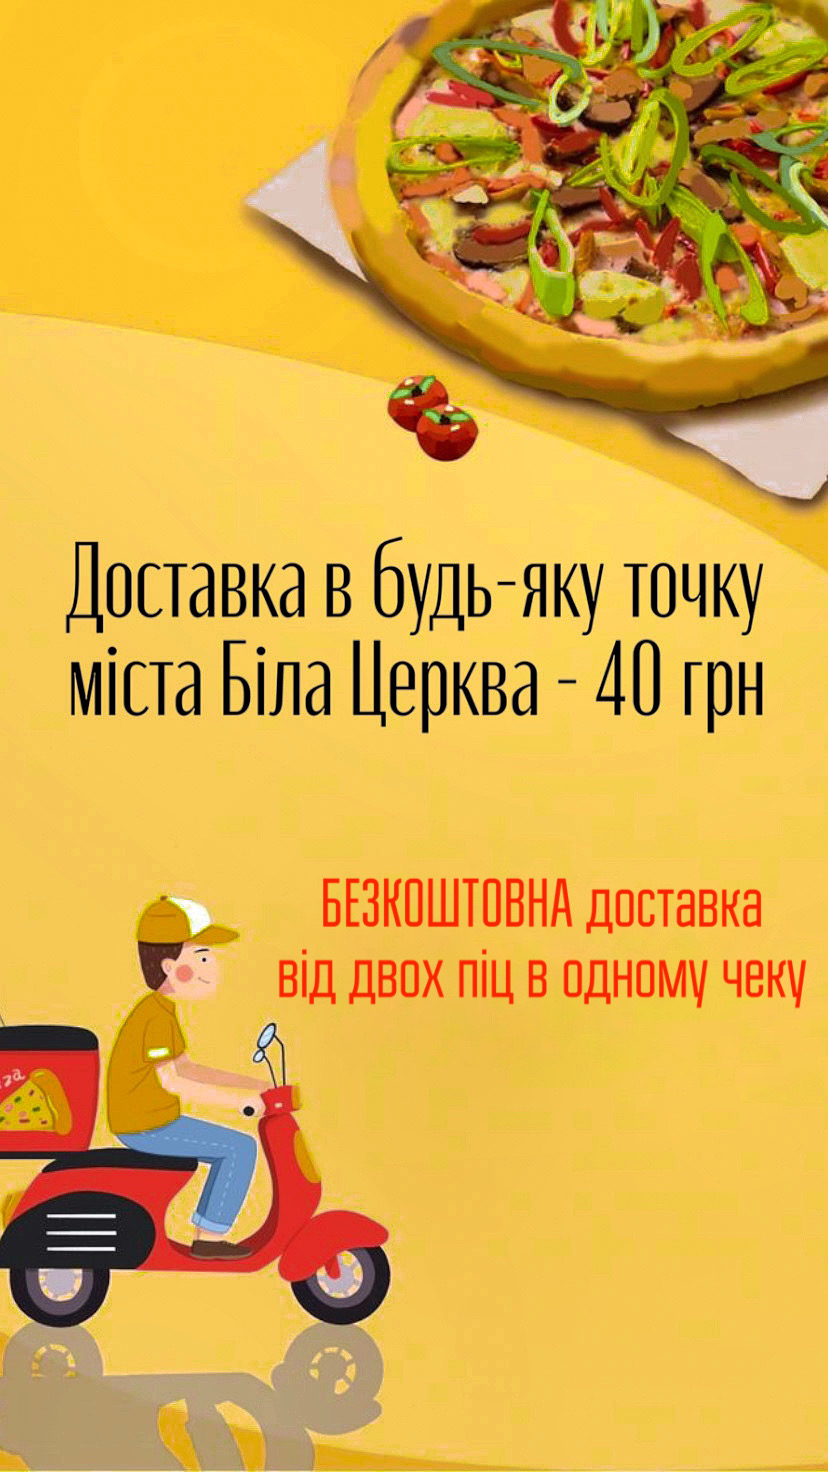 Доставка в будь-яку точку
міста Біла Церква - 40 грн
БЕЗКОШТОВНА доставка
від двох піц в одному чеку